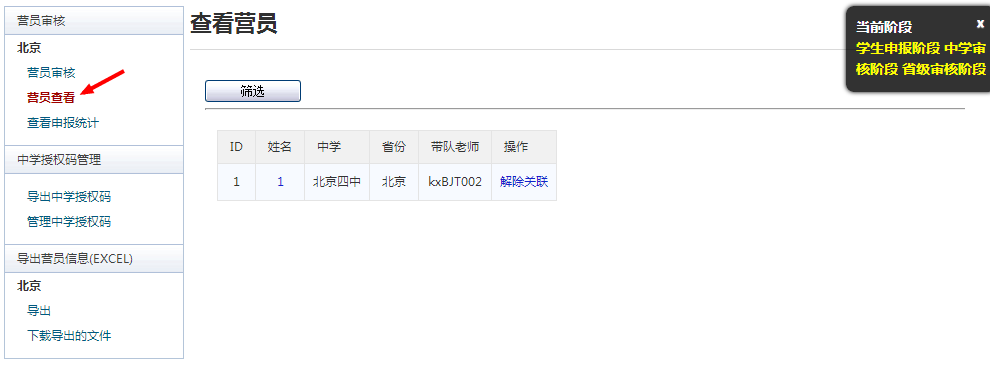 营员审核
北京
营员审核
营员查看
查看申报统计
中学授权码管理
导出中学授权码
管理中学授权码
导出营员信息(EXCEL)
北京
导出
下载导出的文件
查看营员
筛选
ID 姓名 中学 省份 带队老师 操作
1 1 北京四中 北京 kxBJT002 解除关联
当前阶段 x
学生申报阶段 中学审
核阶段 省级审核阶段